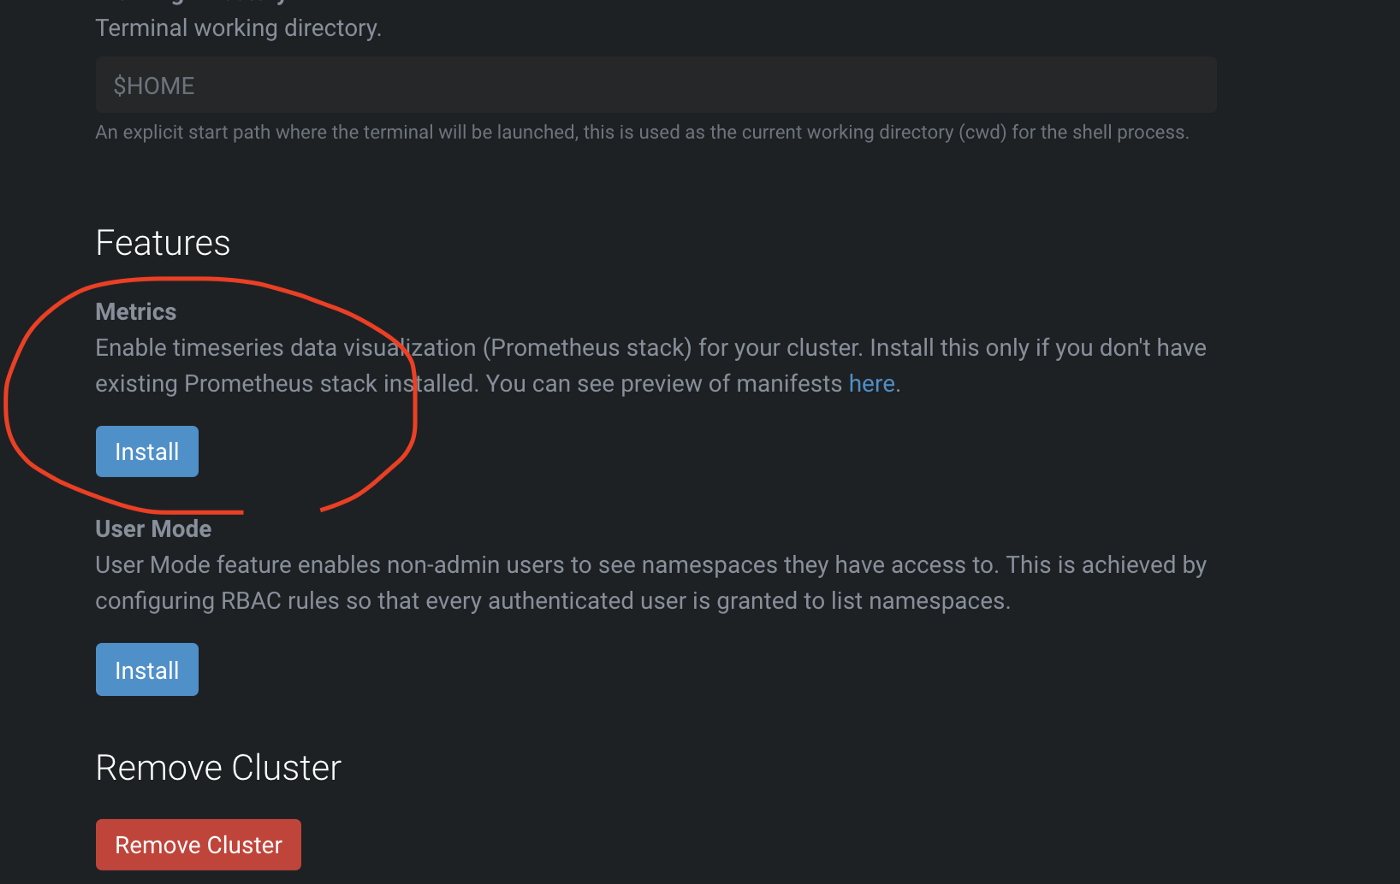 Terminal working directory.
$HOME
An explicit start path where the terminal will be launched, this is used as the current working directory (cwd) for the shell process.
Features
Metrics
Enable timeseries data visualization (Prometheus stack) for your cluster. Install this only if you don't have
existing Prometheus stack installed. You can see preview of manifests here.
Install
User Mode
User Mode feature enables non-admin users to see namespaces they have access to. This is achieved by
configuring RBAC rules so that every authenticated user is granted to list namespaces.
Install
Remove Cluster
Remove Cluster